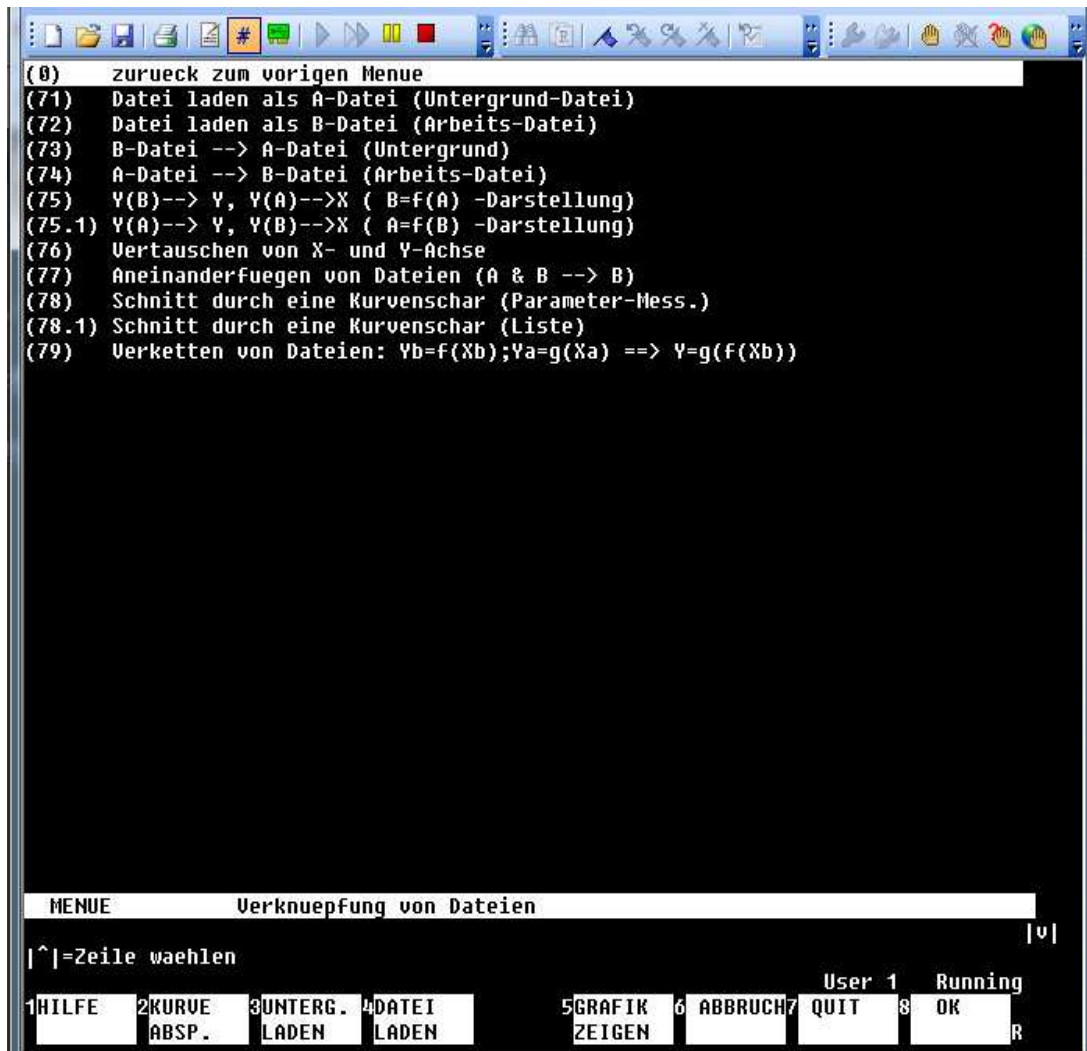 (0) zurueck zum vorigen Menue
(71) Datei laden als A-Datei (Untergrund-Datei)
(72) Datei laden als B-Datei (Arbeits-Datei)
(73) B-Datei --> A-Datei (Untergrund)
(74) A-Datei --> B-Datei (Arbeits-Datei)
(75) Y(B)--> Y, Y(A)-->X ( B=f(A) -Darstellung)
(75.1) Y(A)--> Y, Y(B)-->X ( A=f(B) -Darstellung)
(76) Vertauschen von X- und Y-Achse
(77) Aneinanderfuegen von Dateien (A & B --> B)
(78) Schnitt durch eine Kurvenschar (Parameter-Mess.)
(78.1) Schnitt durch eine Kurvenschar (Liste)
(79) Verketten von Dateien: Yb=f(Xb);Ya=g(Xa) ==> Y=g(f(Xb))
MENUE Verknuepfung von Dateien
|v|
|^|=Zeile waehlen
User 1 Running
1HILFE 2KURVE 3UNTERG. 4DATEI 5GRAFIK 6 ABBRUCH7 QUIT 8 OK
ABSP. LADEN LADEN ZEIGEN R